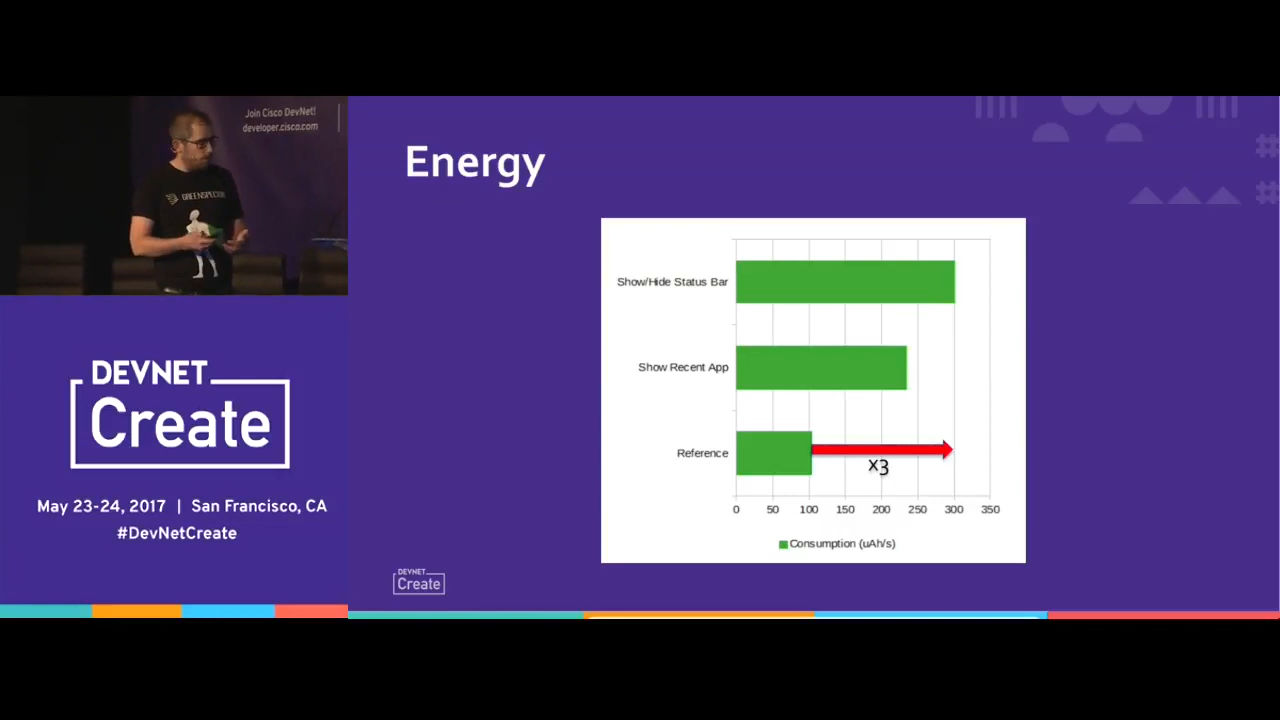 Join Cisco DevNet!
developer.cisco.com
GREENSPECTOR
DEVNET
Create
May 23-24, 2017 | San Francisco, CA
#DevNetCreate
Energy
Show/Hide Status Bar
Show Recent App
Reference
x3
0 50 100 150 200 250 300 350
Consumption (uAh/s)
DEVNET
Create